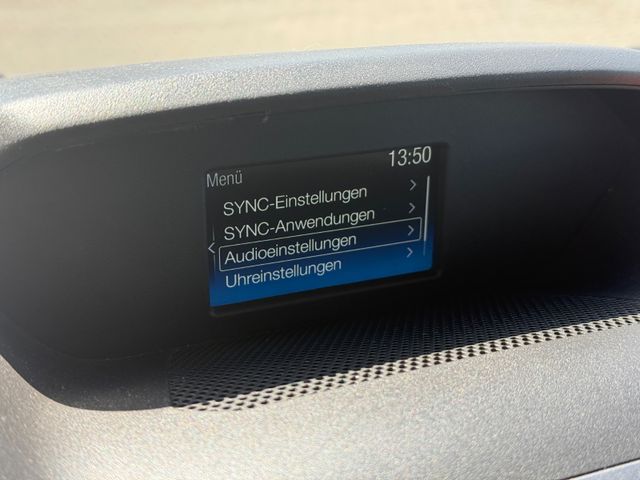 13:50
Menü
SYNC-Einstellungen
SYNC-Anwendungen
Audioeinstellungen
Uhreinstellungen